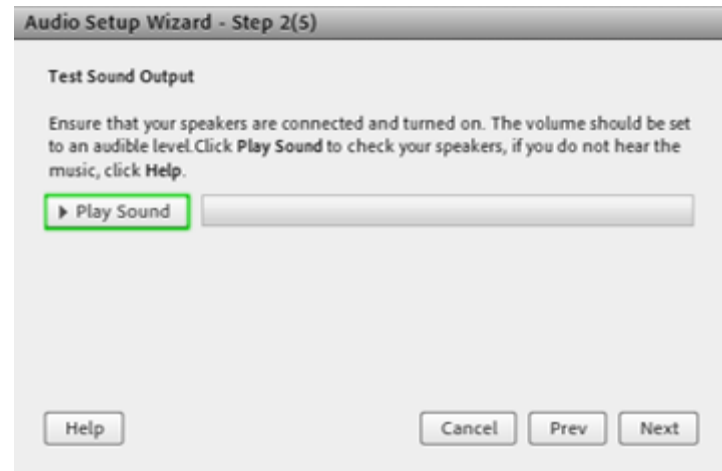 Audio Setup Wizard - Step 2(5)
Test Sound Output
Ensure that your speakers are connected and turned on. The volume should be set
to an audible level.Click Play Sound to check your speakers, if you do not hear the
music, click Help.
Play Sound
Help Cancel Prev Next